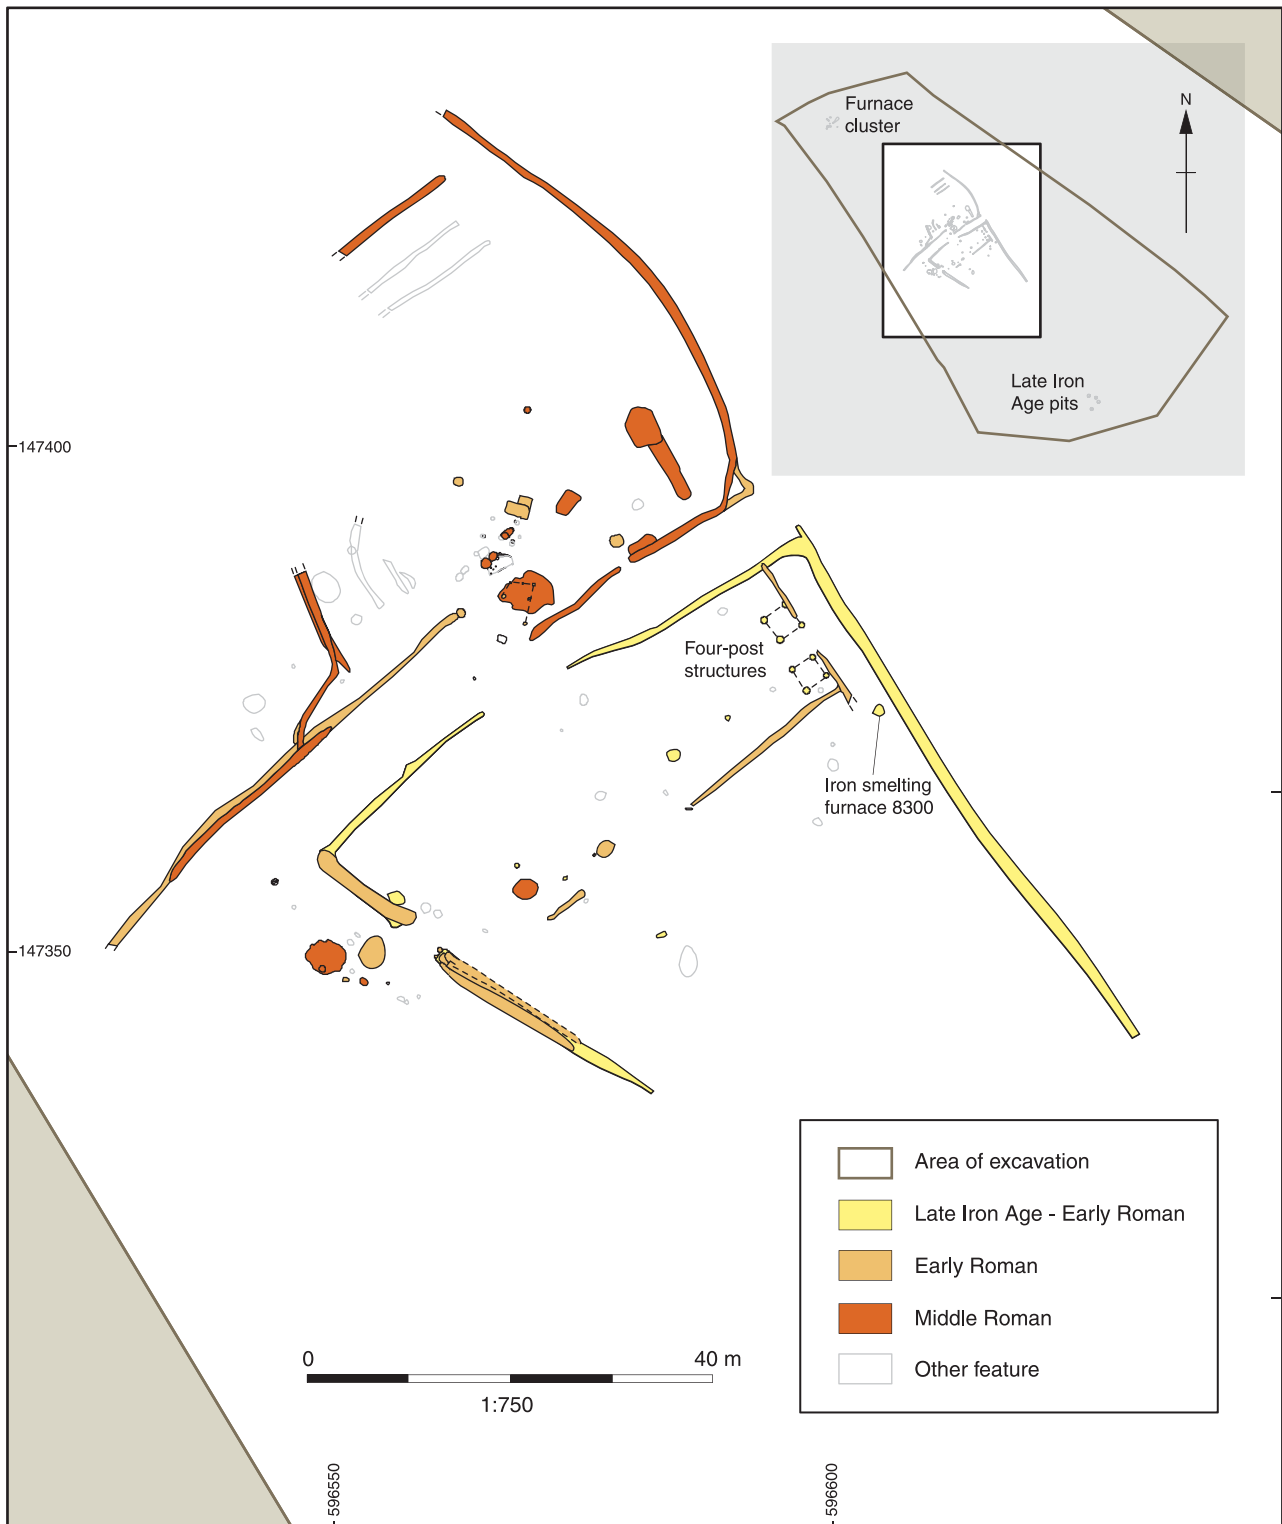 Furnace
cluster
N
Late Iron
Age pits
147400
Four-post
structures
Iron smelting
furnace 8300
147350
Area of excavation
Late Iron Age - Early Roman
Early Roman
Middle Roman
Other feature
0
40 m
1:750
596550
596600